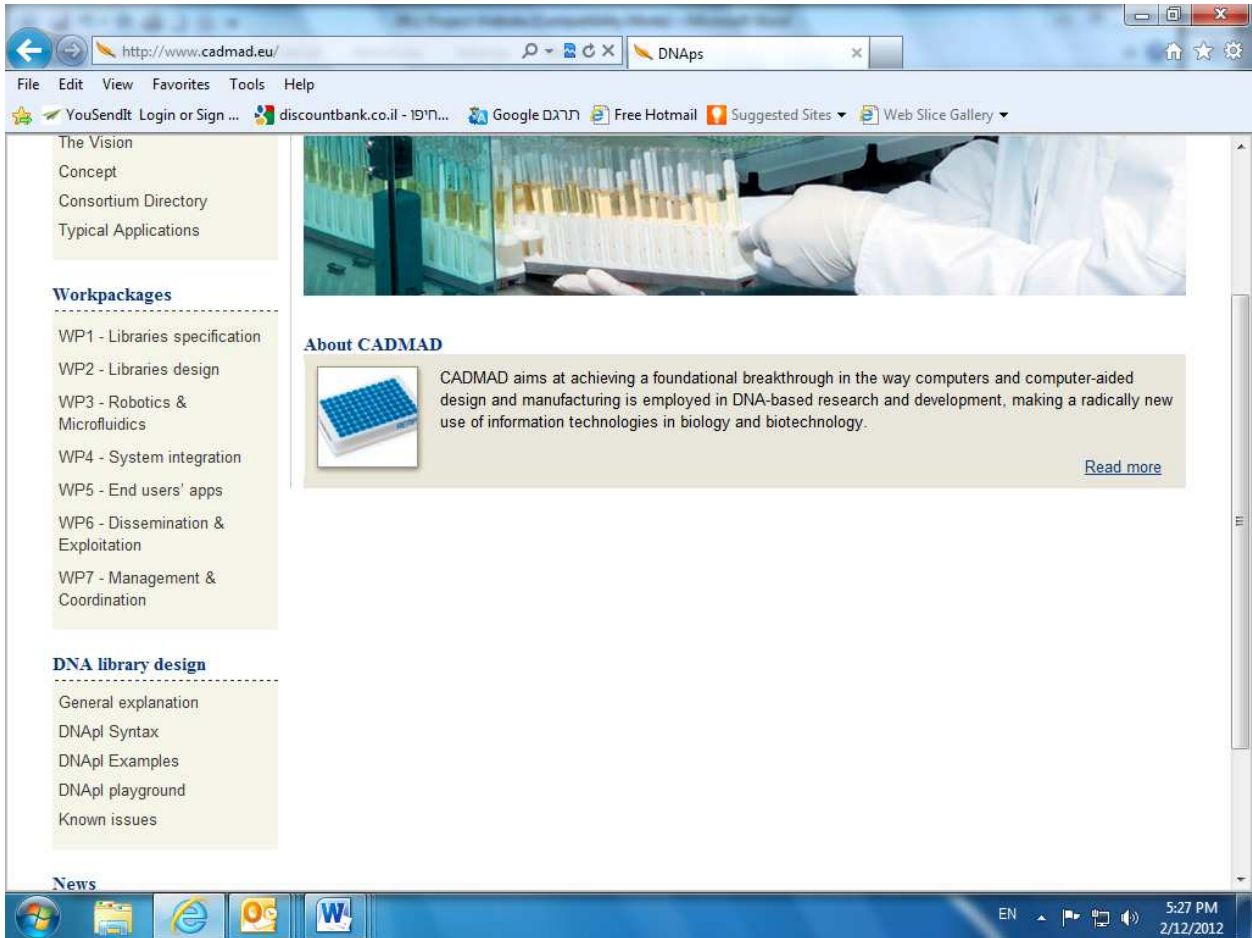 http://www.cadmad.eu/
DNAps
File Edit View Favorites Tools Help
YouSendIt Login or Sign ... discountbank.co.il - חיפו... תרגם Google Free Hotmail Suggested Sites Web Slice Gallery
The Vision
Concept
Consortium Directory
Typical Applications
Workpackages
WP1 - Libraries specification
WP2 - Libraries design
WP3 - Robotics &
Microfluidics
WP4 - System integration
WP5 - End users' apps
WP6 - Dissemination &
Exploitation
WP7 - Management &
Coordination
DNA library design
General explanation
DNApl Syntax
DNApl Examples
DNApl playground
Known issues
News
About CADMAD
CADMAD aims at achieving a foundational breakthrough in the way computers and computer-aided
design and manufacturing is employed in DNA-based research and development, making a radically new
use of information technologies in biology and biotechnology.
Read more
EN
5:27 PM
2/12/2012